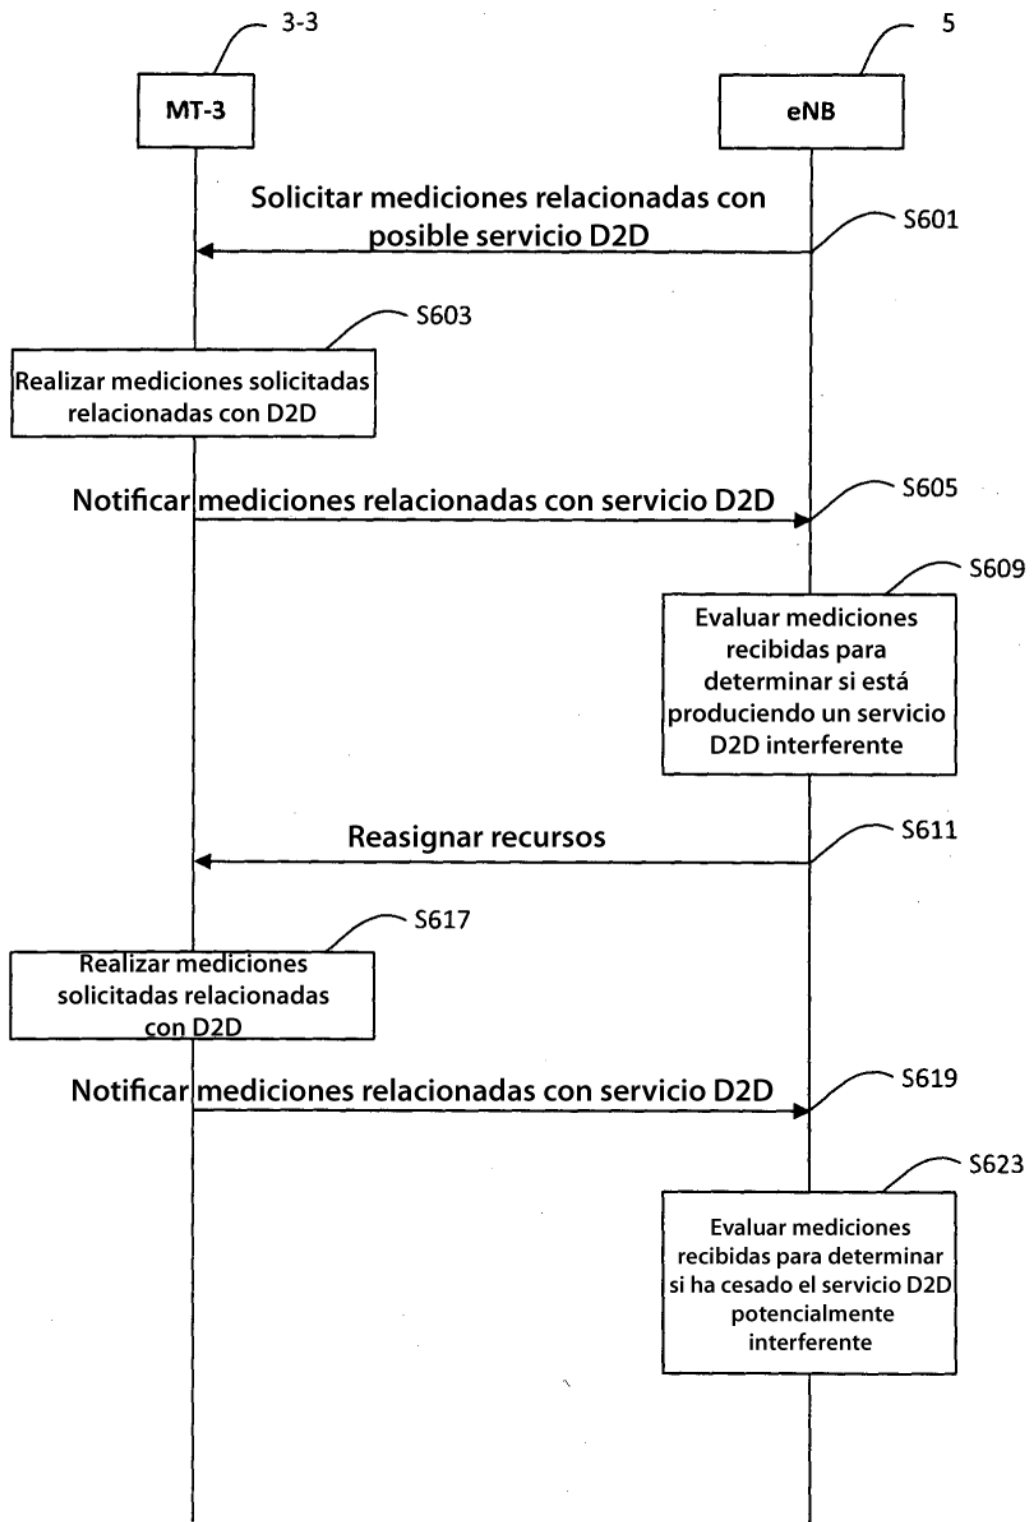 3-3
5
MT-3
eNB
Solicitar mediciones relacionadas con
posible servicio D2D
S601
S603
Realizar mediciones solicitadas
relacionadas con D2D
Notificar mediciones relacionadas con servicio D2D
S605
S609
Evaluar mediciones
recibidas para
determinar si está
produciendo un servicio
D2D interferente
Reasignar recursos
S611
S617
Realizar mediciones
solicitadas relacionadas
con D2D
Notificar mediciones relacionadas con servicio D2D
S619
S623
Evaluar mediciones
recibidas para determinar
si ha cesado el servicio D2D
potencialmente
interferente